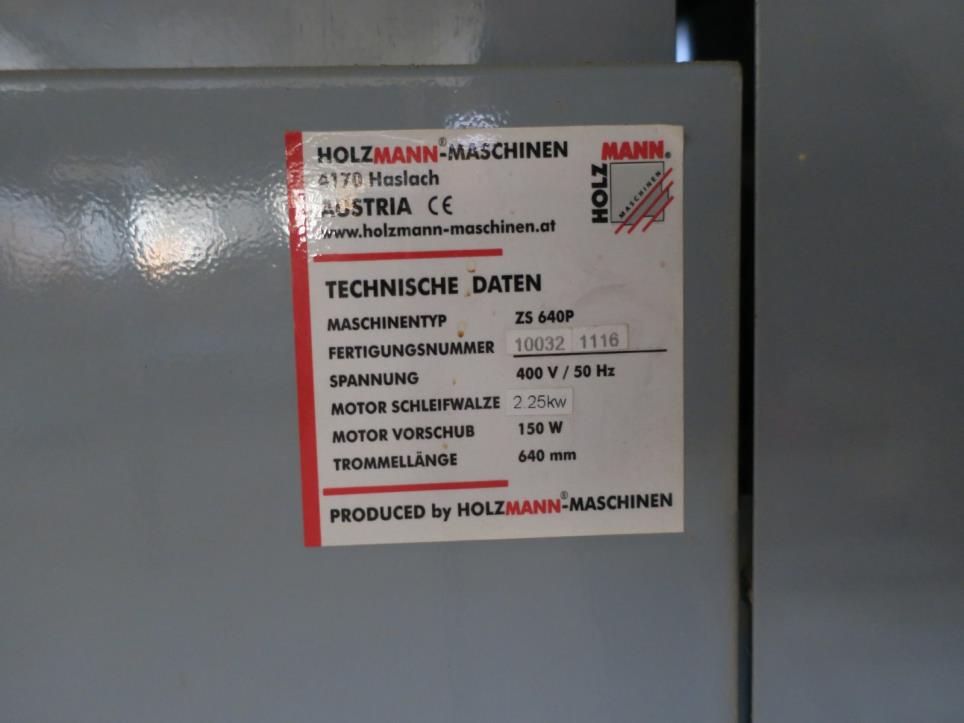 HOLZMANN®-MASCHINEN
4170 Haslach
AUSTRIA CE
www.holzmann-maschinen.at
HOLZ MANN®
MASCHINEN
TECHNISCHE DATEN
MASCHINENTYP ZS 640P
FERTIGUNGSNUMMER 10032 1116
SPANNUNG 400 V / 50 Hz
MOTOR SCHLEIFWALZE 2.25kw
MOTOR VORSCHUB 150 W
TROMMELLÄNGE 640 mm
PRODUCED by HOLZMANN®-MASCHINEN